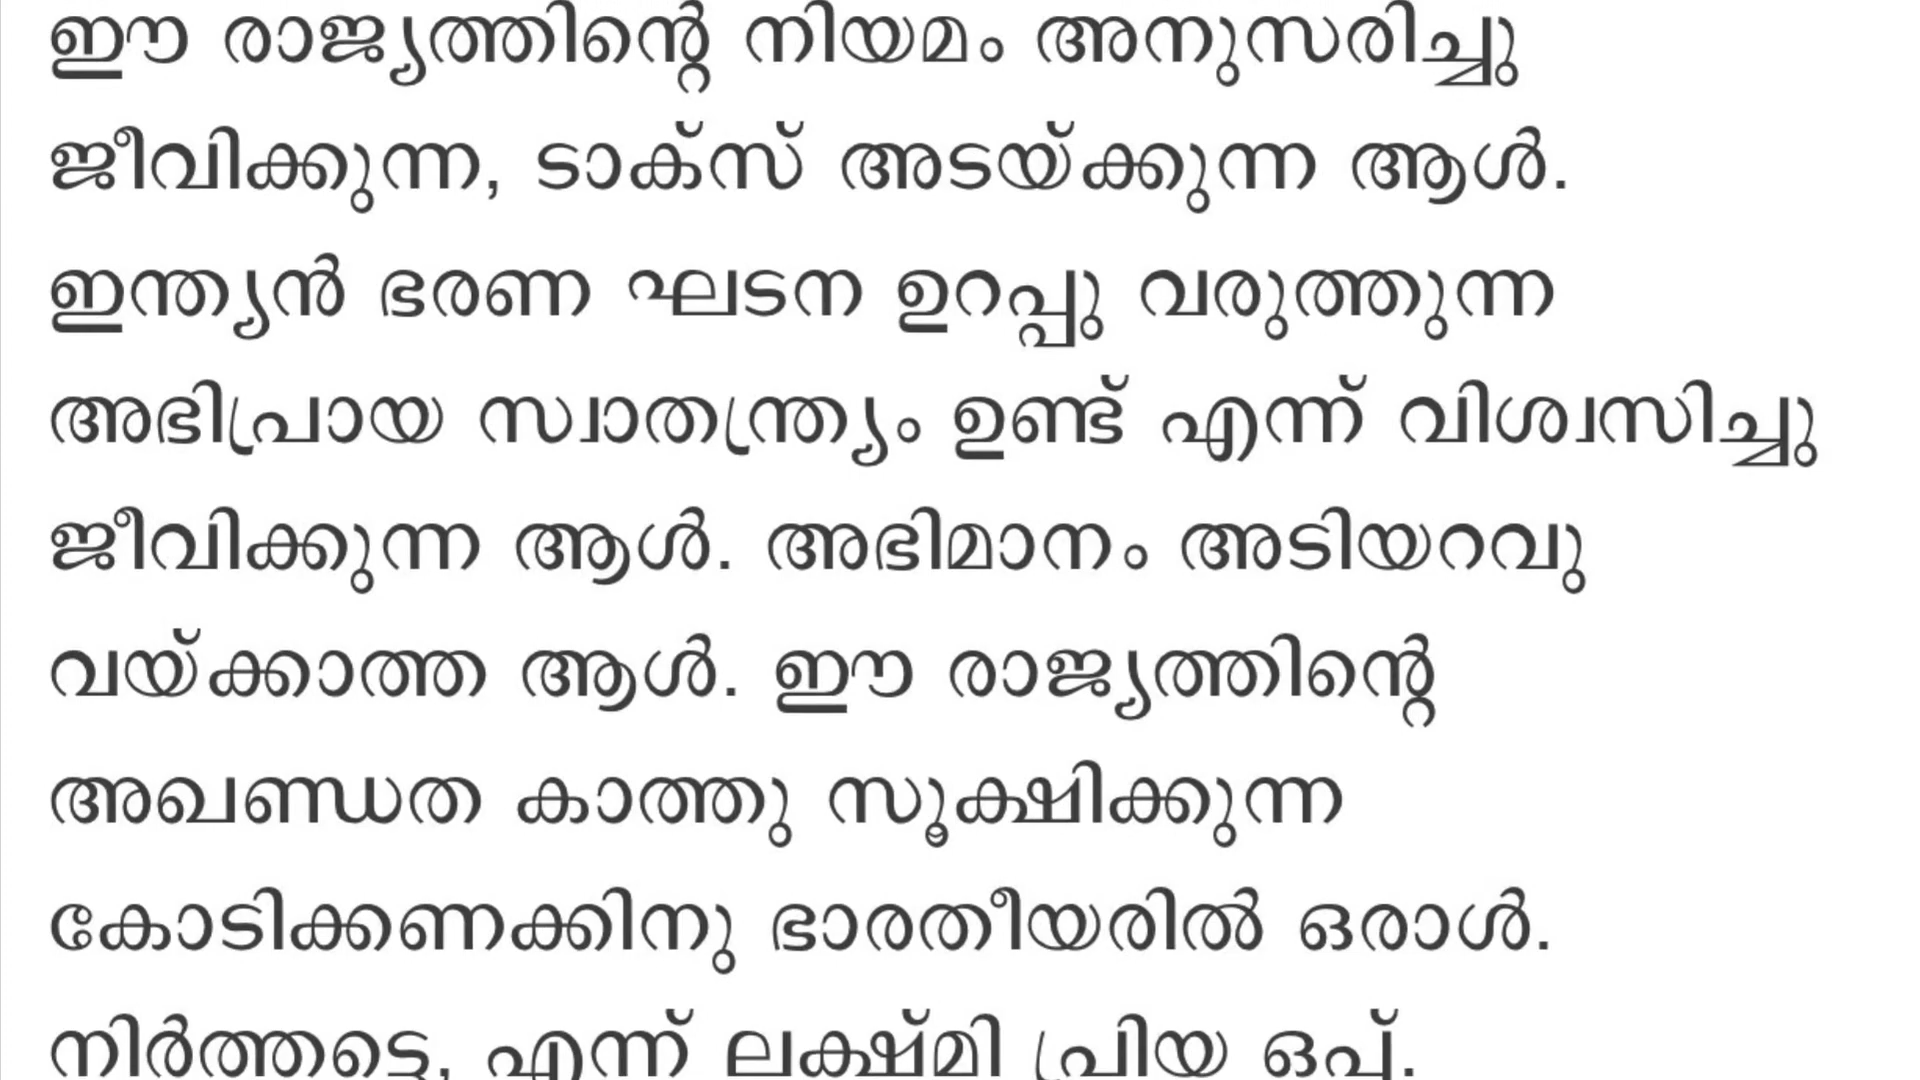 ഈ രാജ്യത്തിന്റെ നിയമം അനുസരിച്ചു
ജീവിക്കുന്ന, ടാക്സ് അടയ്ക്കുന്ന ആൾ.
ഇന്ത്യൻ ഭരണ ഘടന ഉറപ്പു വരുത്തുന്ന
അഭിപ്രായ സ്വാതന്ത്ര്യം ഉണ്ട് എന്ന് വിശ്വസിച്ചു
ജീവിക്കുന്ന ആൾ. അഭിമാനം അടിയറവു
വയ്ക്കാത്ത ആൾ. ഈ രാജ്യത്തിന്റെ
അഖണ്ഡത കാത്തു സൂക്ഷിക്കുന്ന
കോടിക്കണക്കിനു ഭാരതീയരിൽ ഒരാൾ.
നിർത്തട്ടെ, എന്ന് ലക്ഷ്മി പ്രിയ ഒപ്പ്.